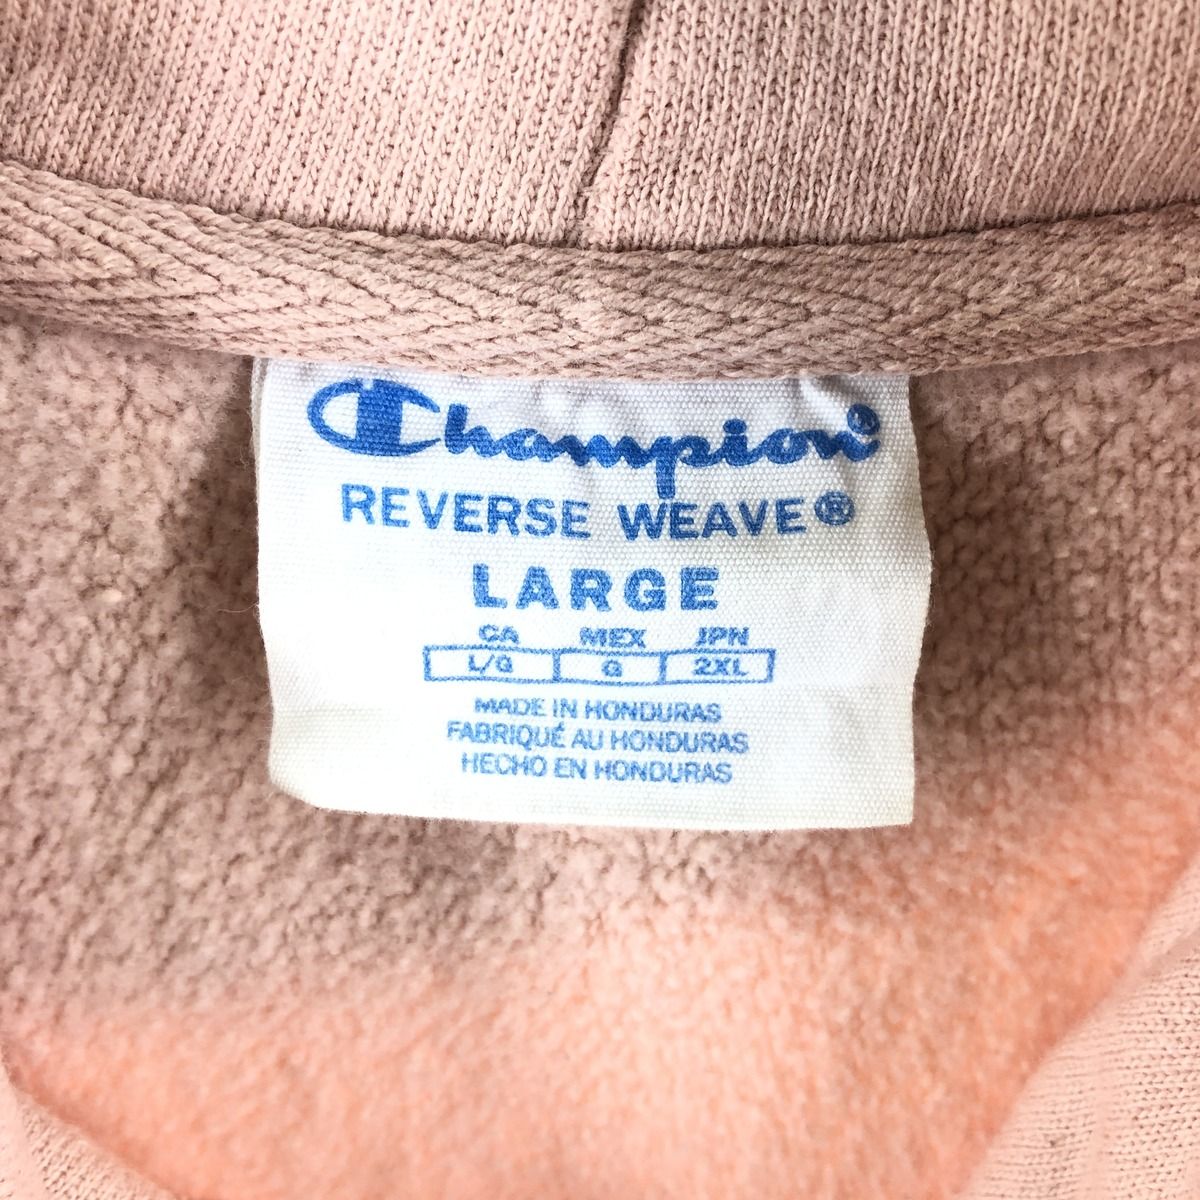 Champion®
REVERSE WEAVE®
LARGE
CA MEX JPN
L/G G 2XL
MADE IN HONDURAS
FABRIQUÉ AU HONDURAS
HECHO EN HONDURAS